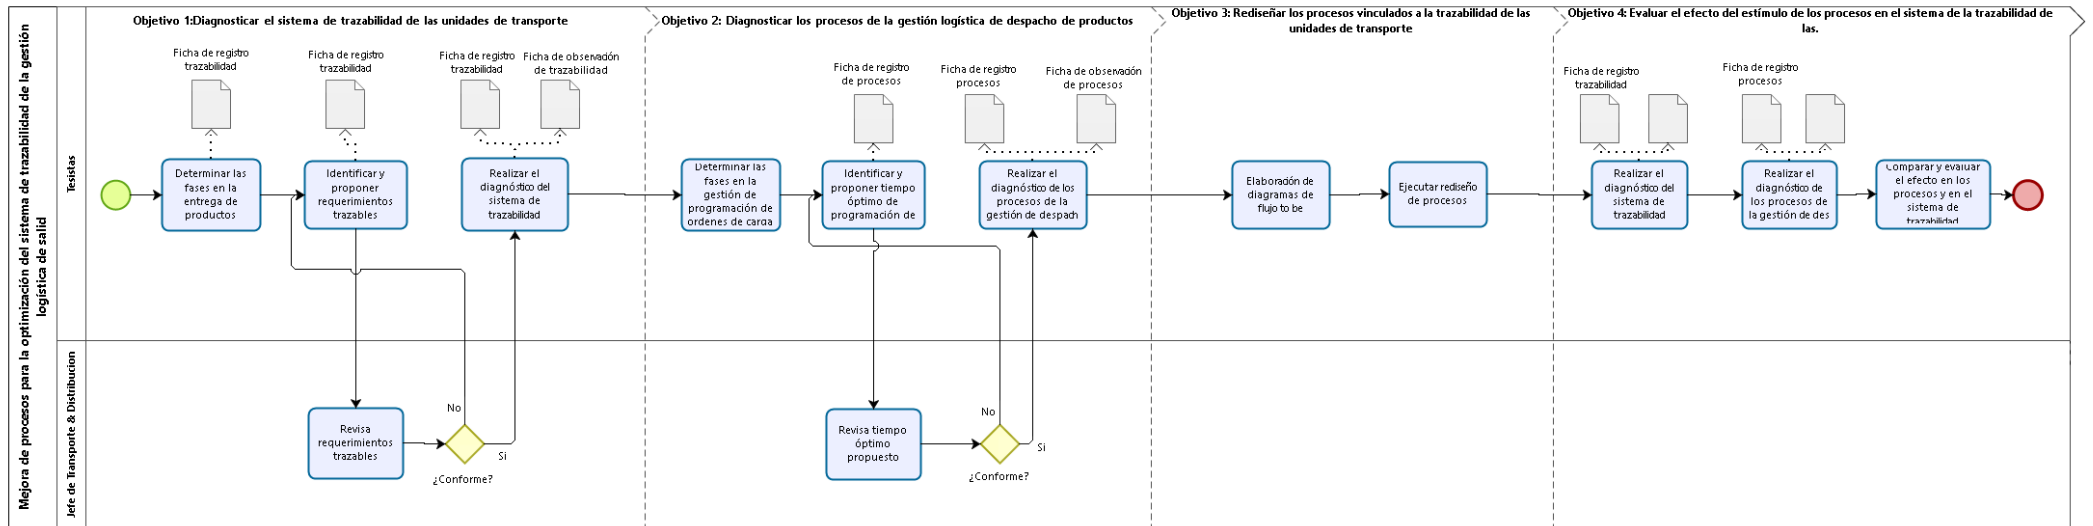 Mejora de procesos para la optimización del sistema de trazabilidad de la gestión
logística de salid
Tesistas
Jefe de Transporte & Distribucion
Objetivo 1:Diagnosticar el sistema de trazabilidad de las unidades de transporte
Ficha de registro
trazabilidad
Ficha de registro
trazabilidad
Ficha de registro
trazabilidad
Ficha de observación
de trazabilidad
Determinar las
fases en la
entrega de
productos
Identificar y
proponer
requerimientos
trazables
Realizar el
diagnóstico del
sistema de
trazabilidad
Revisa
requerimientos
trazables
No
Si
¿Conforme?
Objetivo 2: Diagnosticar los procesos de la gestión logística de despacho de productos
Ficha de registro
de procesos
Ficha de registro
procesos
Ficha de observación
de procesos
Determinar las
fases en la
gestión de
programación de
ordenes de carga
Identificar y
proponer tiempo
óptimo de
programación de
Realizar el
diagnóstico de los
procesos de la
gestión de despach
Revisa tiempo
óptimo
propuesto
No
Si
¿Conforme?
Objetivo 3: Rediseñar los procesos vinculados a la trazabilidad de las
unidades de transporte
Elaboración de
diagramas de
flujo to be
Ejecutar rediseño
de procesos
Objetivo 4: Evaluar el efecto del estímulo de los procesos en el sistema de la trazabilidad de
las.
Ficha de registro
trazabilidad
Ficha de registro
procesos
Realizar el
diagnóstico del
sistema de
trazabilidad
Realizar el
diagnóstico de
los procesos de
la gestión de des
Comparar y evaluar
el efecto en los
procesos y en el
sistema de
trazabilidad